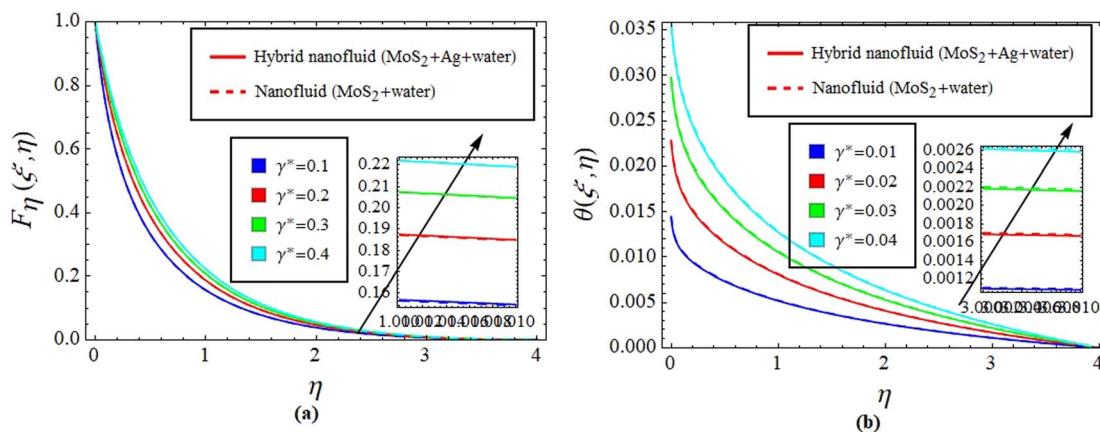 1.0
0.8
0.6
0.4
0.2
0.0
F η (ξ,η)
Hybrid nanofluid (MoS2+Ag+water)
Nanofluid (MoS2+water)
γ*=0.1
γ*=0.2
γ*=0.3
γ*=0.4
0.22
0.21
0.20
0.19
0.18
0.17
0.16
0 1 2 3 4
η
(a)
0.035
0.030
0.025
0.020
0.015
0.010
0.005
0.000
θ(ξ,η)
Hybrid nanofluid (MoS2+Ag+water)
Nanofluid (MoS2+water)
γ*=0.01
γ*=0.02
γ*=0.03
γ*=0.04
0.0026
0.0024
0.0022
0.0020
0.0018
0.0016
0.0014
0.0012
0 1 2 3 4
η
(b)